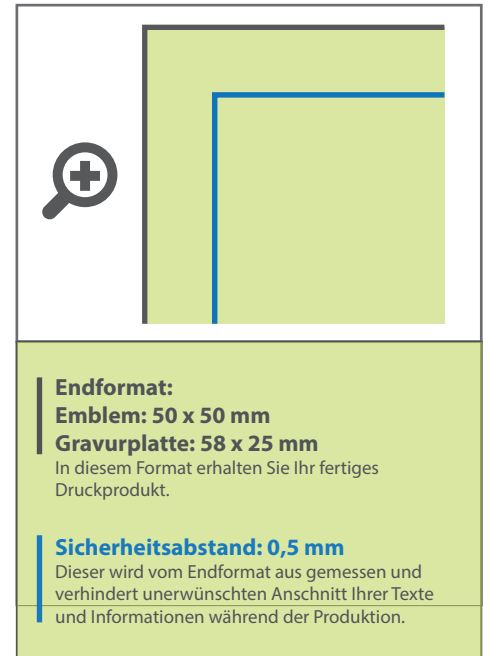 Endformat:
Emblem: 50 x 50 mm
Gravurplatte: 58 x 25 mm
In diesem Format erhalten Sie Ihr fertiges
Druckprodukt.
Sicherheitsabstand: 0,5 mm
Dieser wird vom Endformat aus gemessen und
verhindert unerwünschten Anschnitt Ihrer Texte
und Informationen während der Produktion.